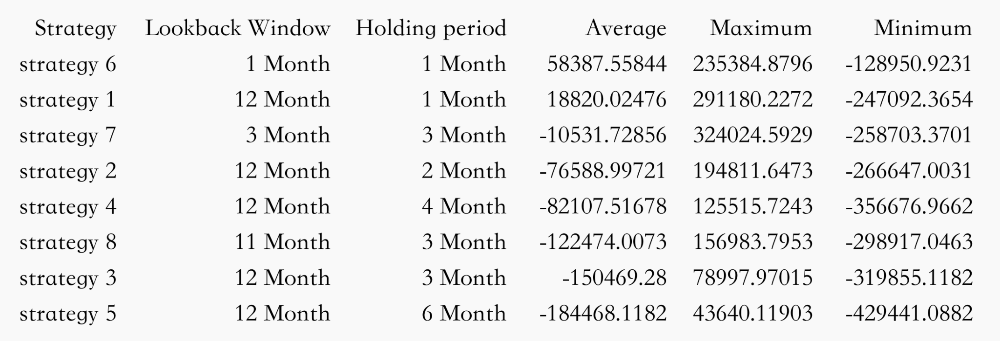 Strategy Lookback Window Holding period Average Maximum Minimum
strategy 6 1 Month 1 Month 58387.55844 235384.8796 -128950.9231
strategy 1 12 Month 1 Month 18820.02476 291180.2272 -247092.3654
strategy 7 3 Month 3 Month -10531.72856 324024.5929 -258703.3701
strategy 2 12 Month 2 Month -76588.99721 194811.6473 -266647.0031
strategy 4 12 Month 4 Month -82107.51678 125515.7243 -356676.9662
strategy 8 11 Month 3 Month -122474.0073 156983.7953 -298917.0463
strategy 3 12 Month 3 Month -150469.28 78997.97015 -319855.1182
strategy 5 12 Month 6 Month -184468.1182 43640.11903 -429441.0882